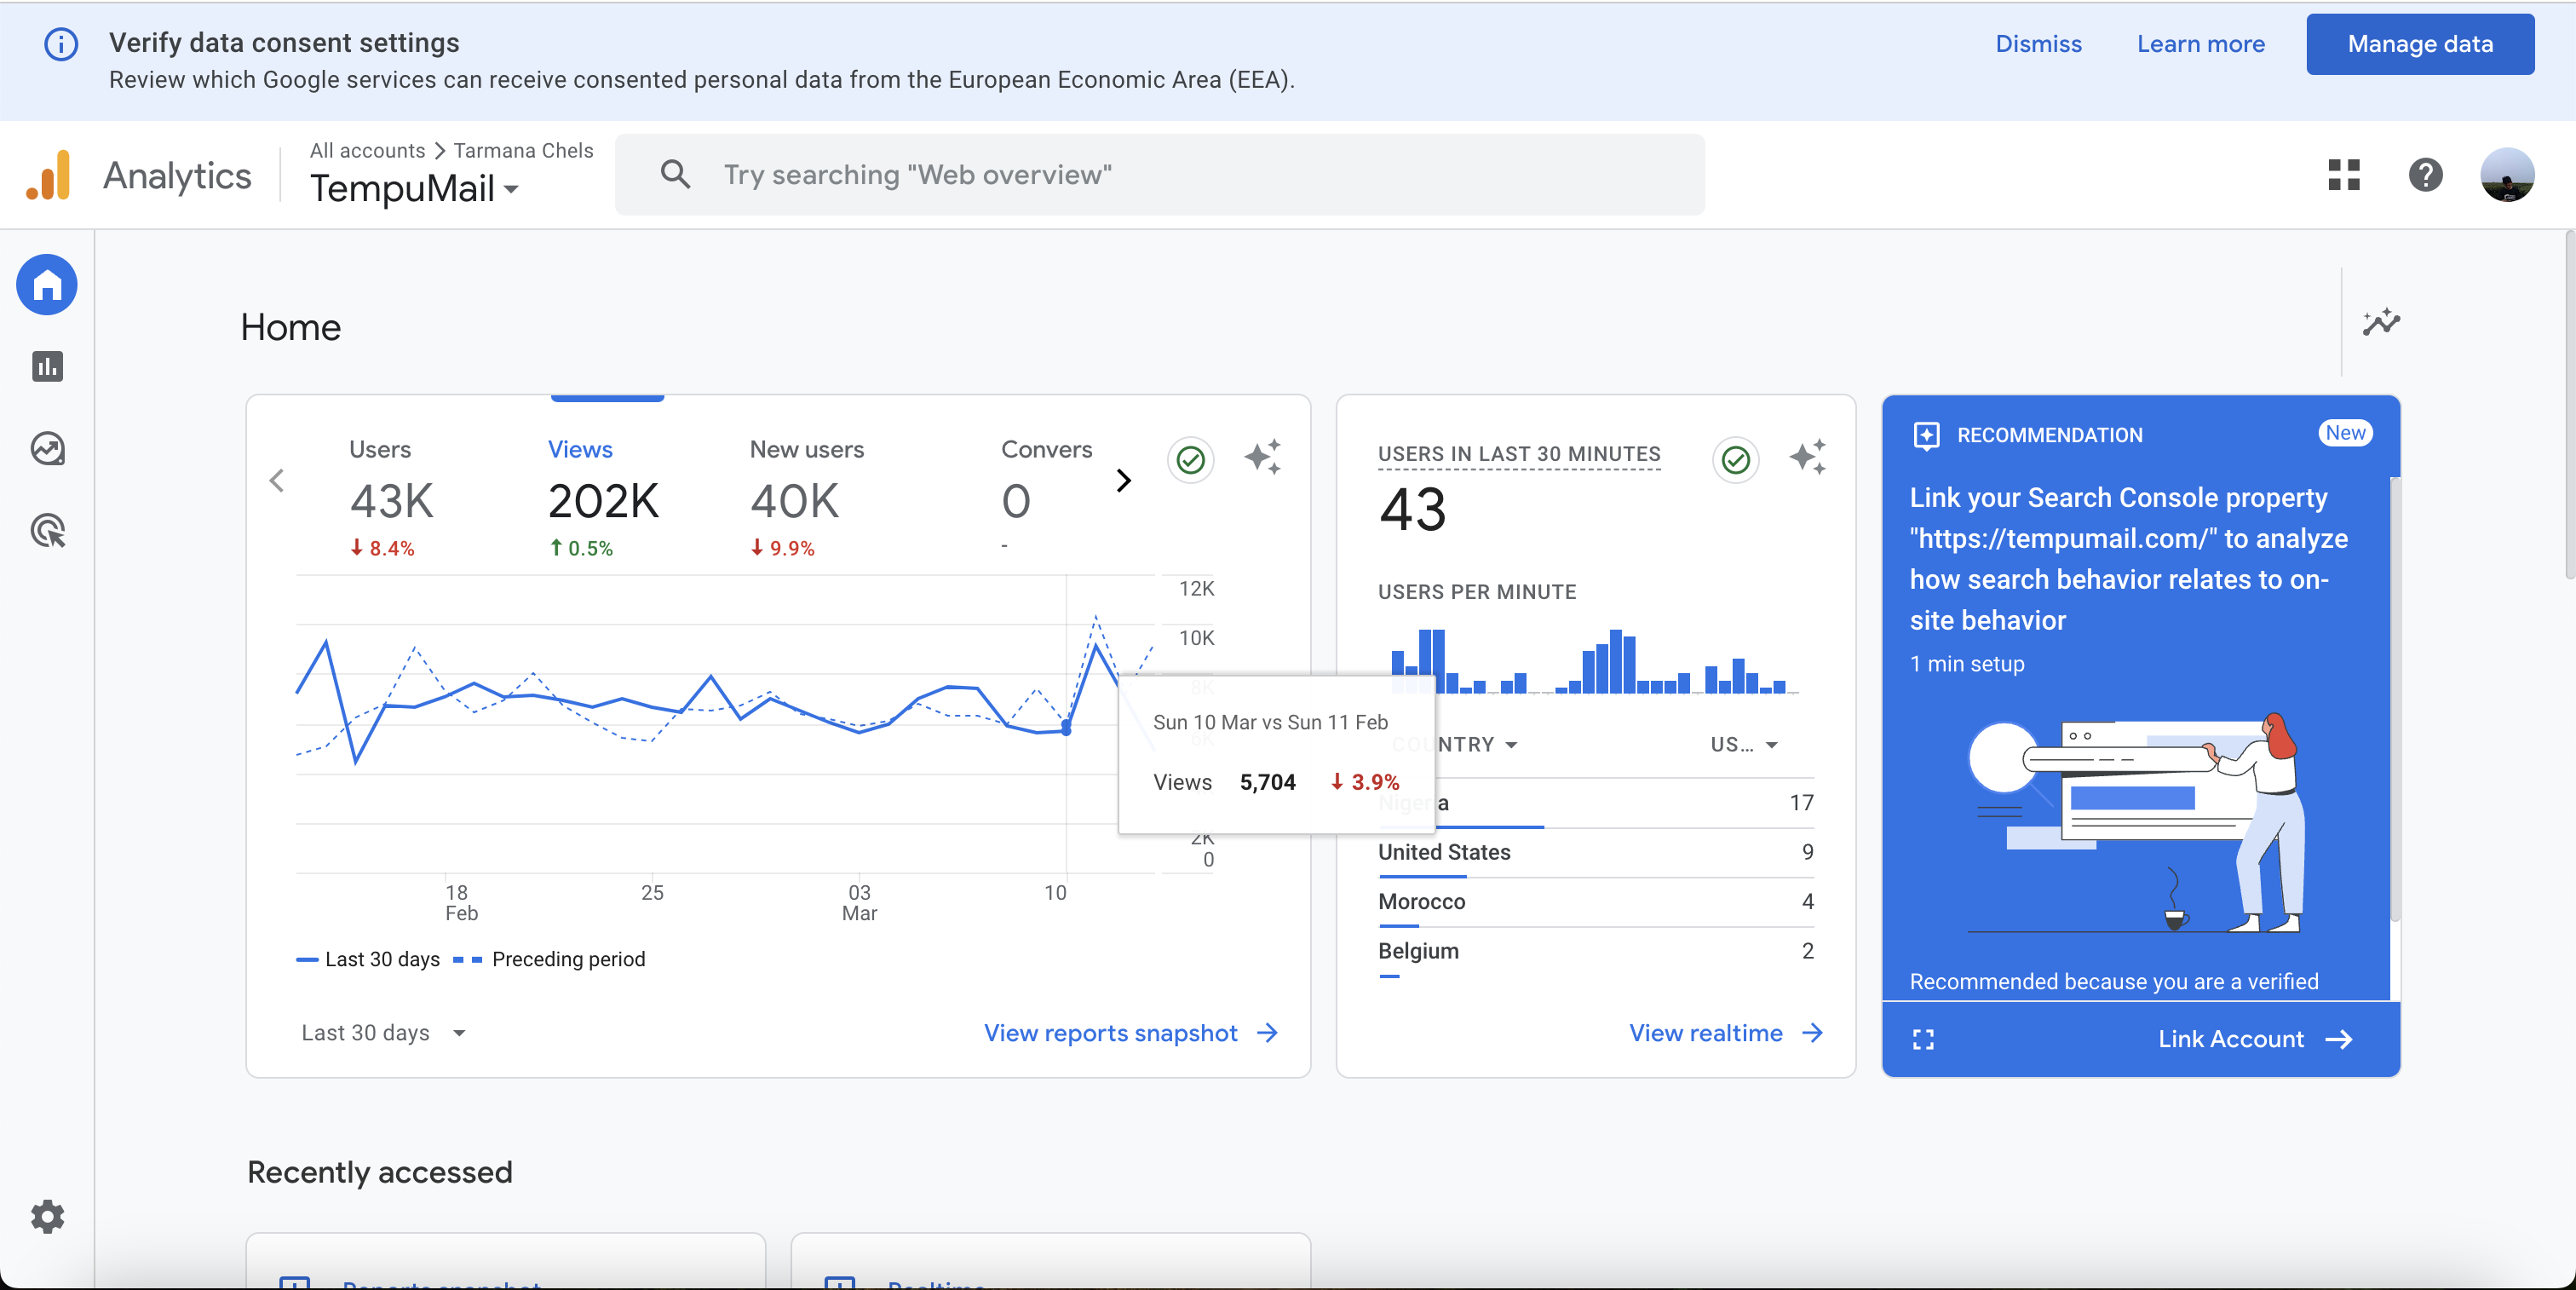 Verify data consent settings
Review which Google services can receive consented personal data from the European Economic Area (EEA).
Dismiss
Learn more
Manage data
Analytics
All accounts > Tarmana Chels
TempuMail
Try searching "Web overview"
Home
Users
43K
8.4%
Views
202K
0.5%
New users
40K
9.9%
Convers
0
-
12K
10K
8K
6K
2K
0
18
Feb
25
03
Mar
10
Sun 10 Mar vs Sun 11 Feb
Views 5,704 3.9%
Last 30 days
Preceding period
Last 30 days
View reports snapshot
USERS IN LAST 30 MINUTES
43
USERS PER MINUTE
COUNTRY
US...
Nigeria 17
United States 9
Morocco 4
Belgium 2
View realtime
RECOMMENDATION
New
Link your Search Console property
"https://tempumail.com/" to analyze
how search behavior relates to on-
site behavior
1 min setup
Recommended because you are a verified
Link Account
Recently accessed
Reports snapshot
Realtime